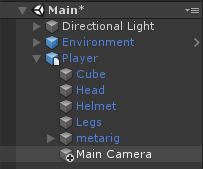 Main*
Directional Light
Environment
Player
Cube
Head
Helmet
Legs
metarig
Main Camera